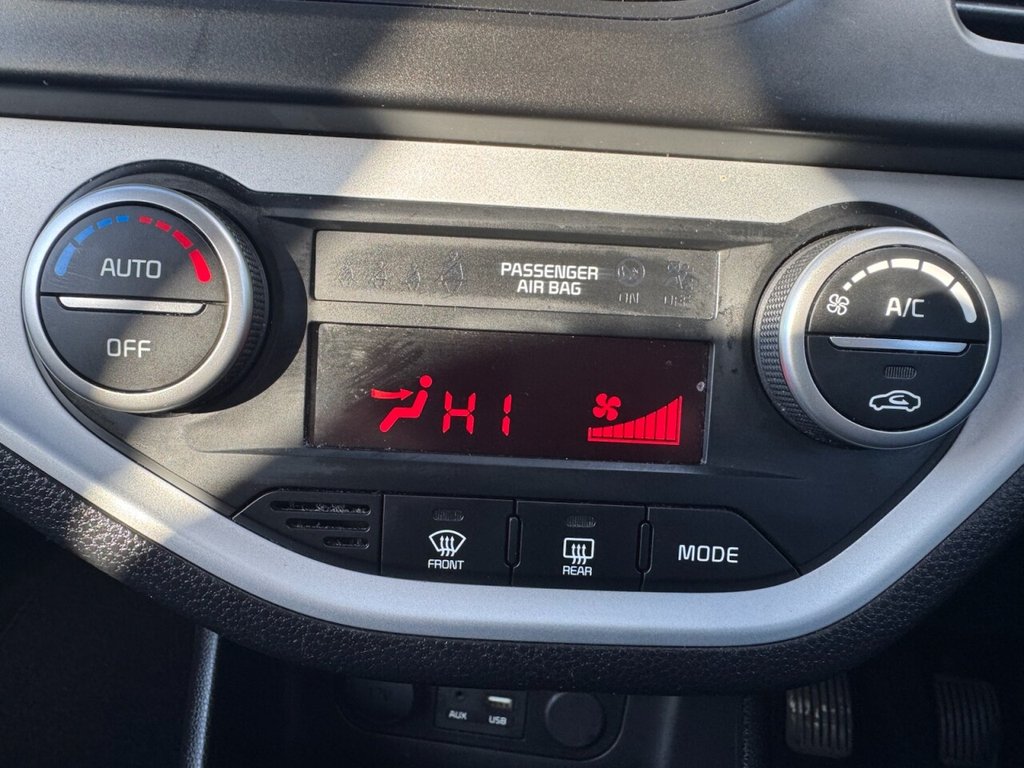 AUTO
OFF
PASSENGER
AIR BAG
ON
OFF
A/C
HI
FRONT
REAR
MODE
AUX
USB